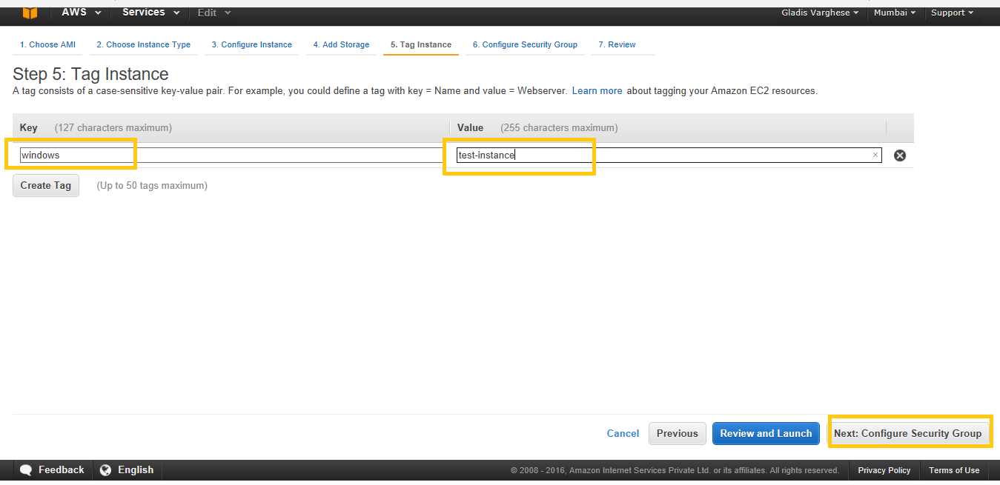 AWS Services Edit Gladis Varghese Mumbai Support
1. Choose AMI 2. Choose Instance Type 3. Configure Instance 4. Add Storage 5. Tag Instance 6. Configure Security Group 7. Review
Step 5: Tag Instance
A tag consists of a case-sensitive key-value pair. For example, you could define a tag with key = Name and value = Webserver. Learn more about tagging your Amazon EC2 resources.
Key (127 characters maximum) Value (255 characters maximum)
windows test-instance
Create Tag (Up to 50 tags maximum)
Cancel Previous Review and Launch Next: Configure Security Group
Feedback English © 2008 - 2016, Amazon Internet Services Private Ltd. or its affiliates. All rights reserved. Privacy Policy Terms of Use